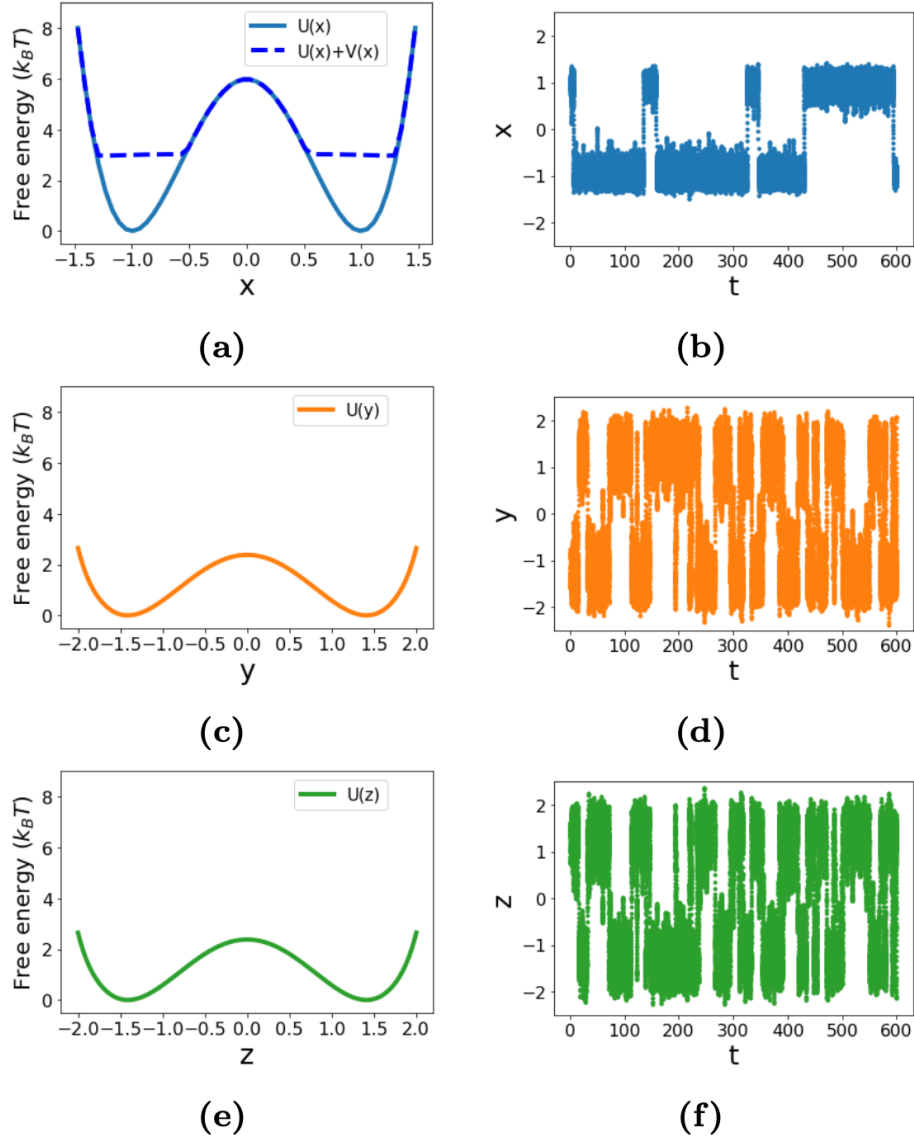 U(x)
U(x)+V(x)
Free energy (k_BT)
8
6
4
2
0
−1.5 −1.0 −0.5 0.0 0.5 1.0 1.5
x
(a)
x
2
1
0
−1
−2
0 100 200 300 400 500 600
t
(b)
U(y)
Free energy (k_BT)
8
6
4
2
0
−2.0−1.5−1.0−0.5 0.0 0.5 1.0 1.5 2.0
y
(c)
y
2
1
0
−1
−2
0 100 200 300 400 500 600
t
(d)
U(z)
Free energy (k_BT)
8
6
4
2
0
−2.0−1.5−1.0−0.5 0.0 0.5 1.0 1.5 2.0
z
(e)
z
2
1
0
−1
−2
0 100 200 300 400 500 600
t
(f)